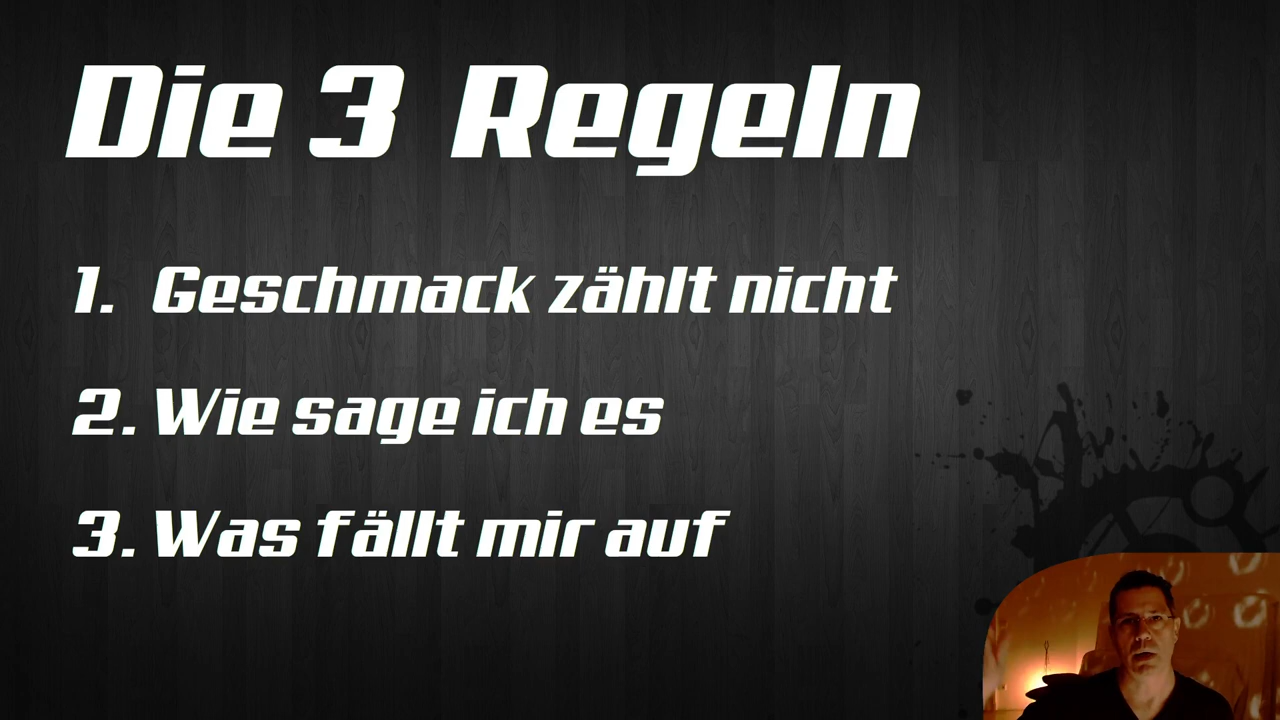 Die 3 Regeln
1. Geschmack zählt nicht
2. Wie sage ich es
3. Was fällt mir auf